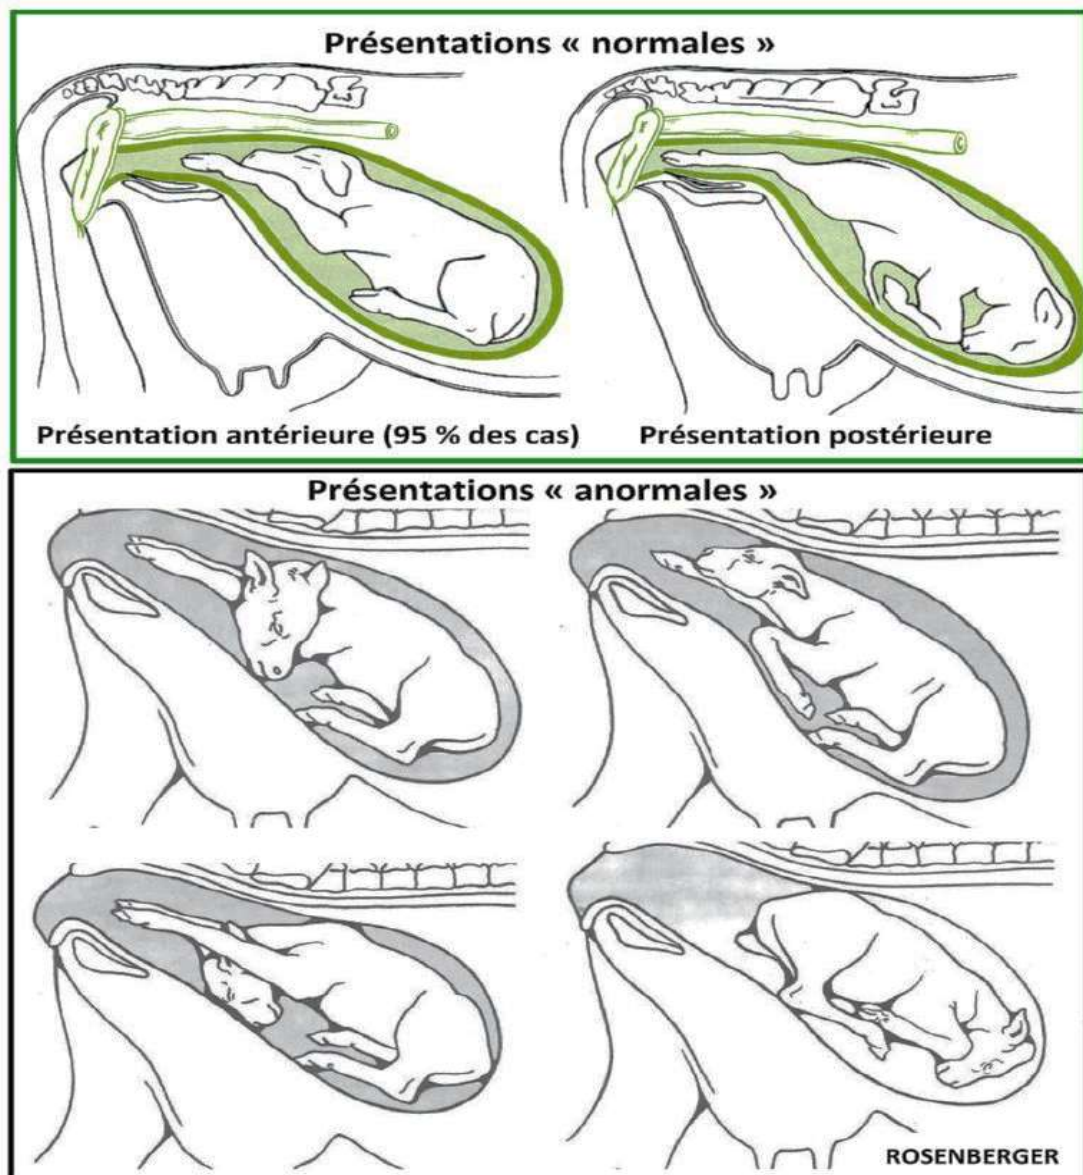 Présentations « normales »
Présentation antérieure (95 % des cas)
Présentation postérieure
Présentations « anormales »
ROSENBERGER